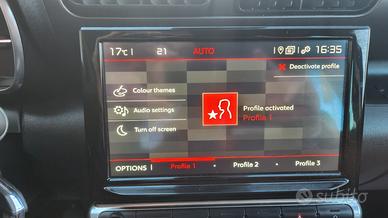 17°C 21 AUTO 16:35
Deactivate profile
Colour themes
Audio settings
Turn off screen
Profile activated
Profile 1
OPTIONS Profile 1 Profile 2 Profile 3
subito